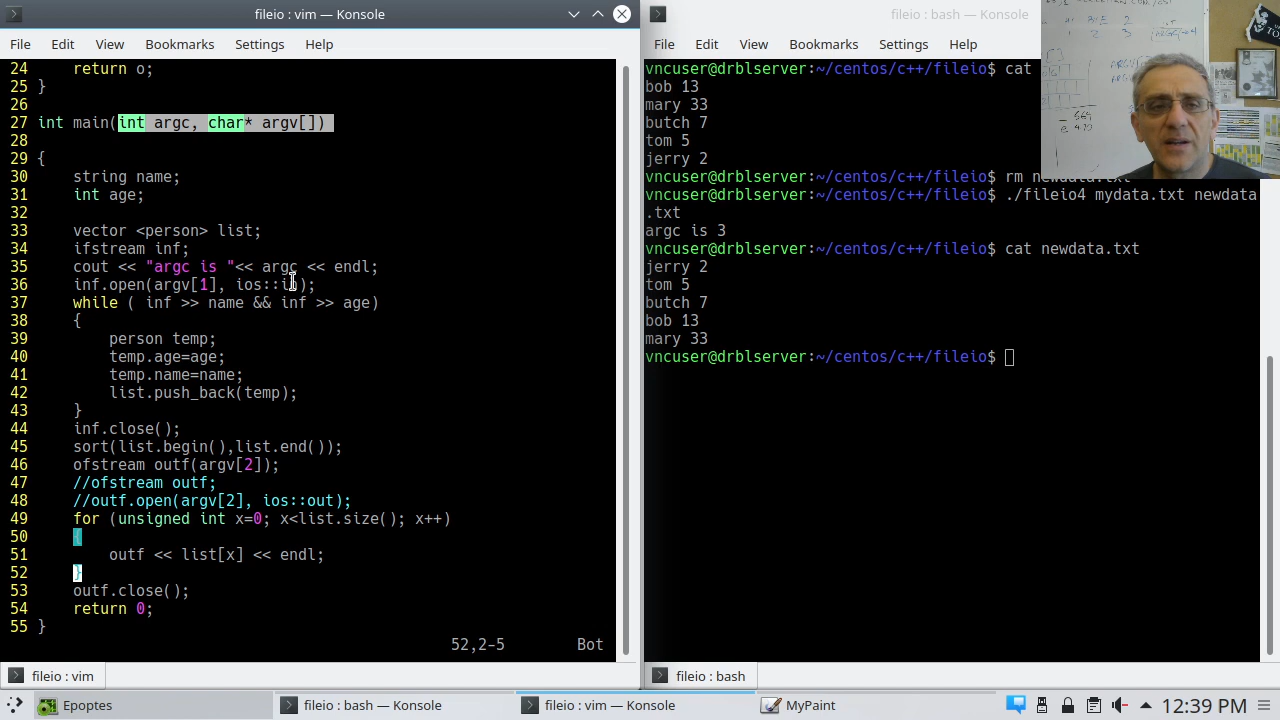 fileio : vim — Konsole
File Edit View Bookmarks Settings Help
24 return o;
25 }
26
27 int main(int argc, char* argv[])
28
29 {
30 string name;
31 int age;
32
33 vector <person> list;
34 ifstream inf;
35 cout << "argc is "<< argc << endl;
36 inf.open(argv[1], ios::in);
37 while ( inf >> name && inf >> age)
38 {
39 person temp;
40 temp.age=age;
41 temp.name=name;
42 list.push_back(temp);
43 }
44 inf.close();
45 sort(list.begin(),list.end());
46 ofstream outf(argv[2]);
47 //ofstream outf;
48 //outf.open(argv[2], ios::out);
49 for (unsigned int x=0; x<list.size(); x++)
50 {
51 outf << list[x] << endl;
52 }
53 outf.close();
54 return 0;
55 }
52,2-5 Bot
fileio : vim
fileio : bash — Konsole
File Edit View Bookmarks Settings Help
vncuser@drblserver:~/centos/c++/fileio$ cat
bob 13
mary 33
butch 7
tom 5
jerry 2
vncuser@drblserver:~/centos/c++/fileio$ rm newdata.txt
vncuser@drblserver:~/centos/c++/fileio$ ./fileio4 mydata.txt newdata
.txt
argc is 3
vncuser@drblserver:~/centos/c++/fileio$ cat newdata.txt
jerry 2
tom 5
butch 7
bob 13
mary 33
vncuser@drblserver:~/centos/c++/fileio$
fileio : bash
Epoptes
fileio : bash — Konsole
fileio : vim — Konsole
MyPaint
12:39 PM